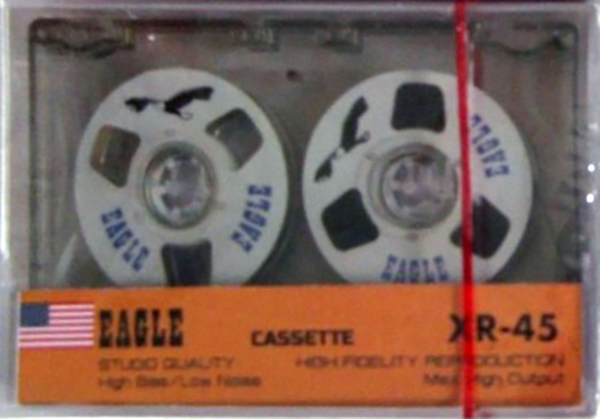 EAGLE
EAGLE
EAGLE
EAGLE
EAGLE CASSETTE XR-45
STUDIO QUALITY HIGH FIDELITY REPRODUCTION
High Bias/Low Noise Max. High Output